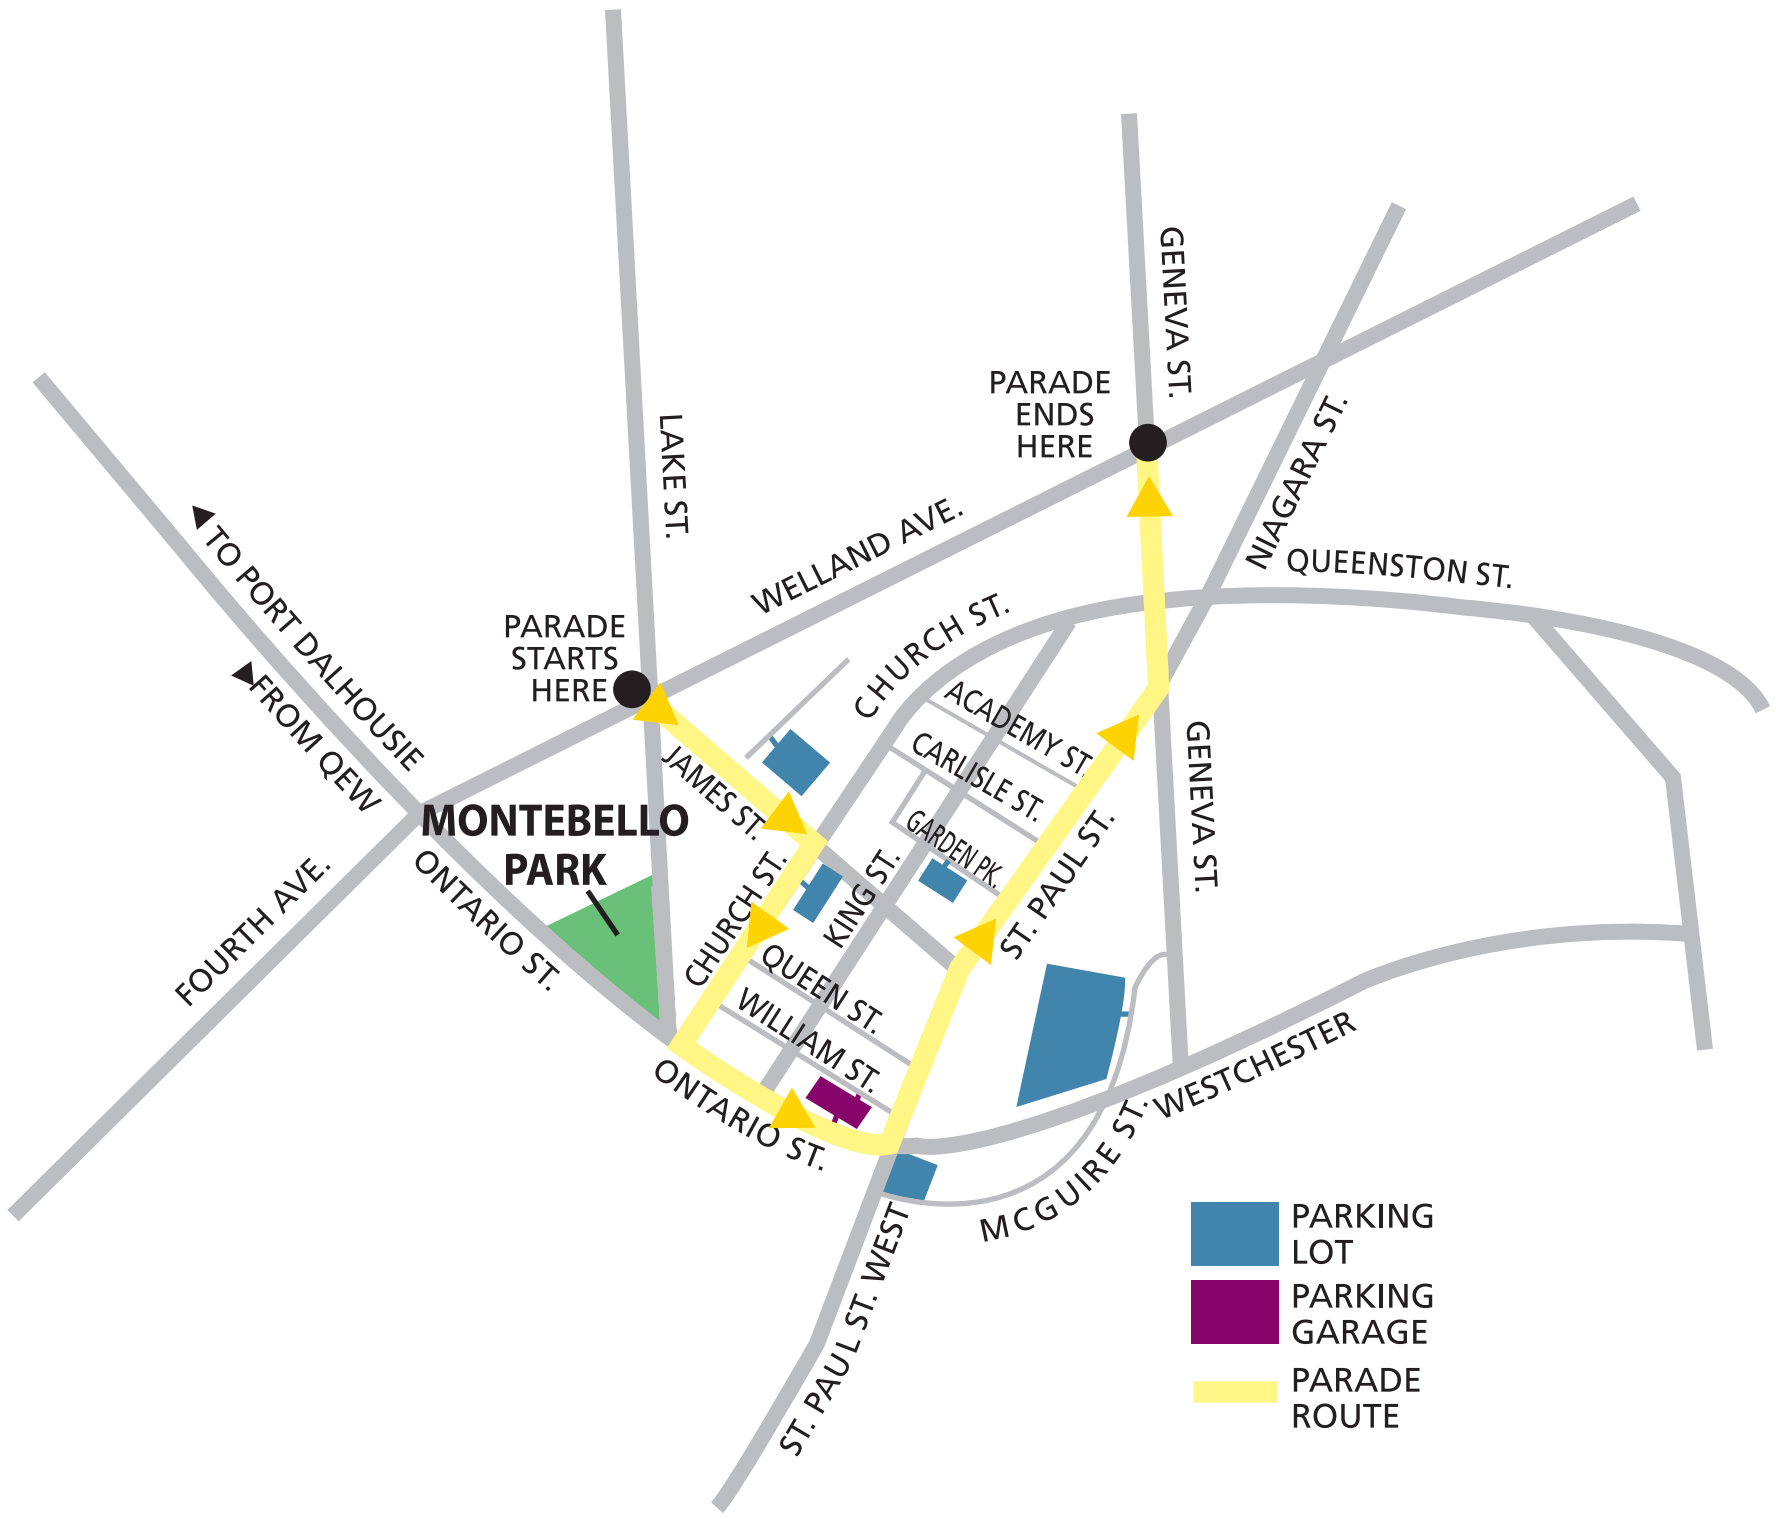 GENEVA ST.
PARADE
ENDS
HERE
LAKE ST.
NIAGARA ST.
WELLAND AVE.
QUEENSTON ST.
TO PORT DALHOUSIE
FROM QEW
PARADE
STARTS
HERE
CHURCH ST.
ACADEMY ST.
CARLISLE ST.
JAMES ST.
GARDEN PK.
GENEVA ST.
MONTEBELLO
PARK
FOURTH AVE.
ONTARIO ST.
CHURCH ST.
KING ST.
ST. PAUL ST.
QUEEN ST.
WILLIAM ST.
ONTARIO ST.
WESTCHESTER
MCGUIRE ST.
ST. PAUL ST. WEST
PARKING
LOT
PARKING
GARAGE
PARADE
ROUTE